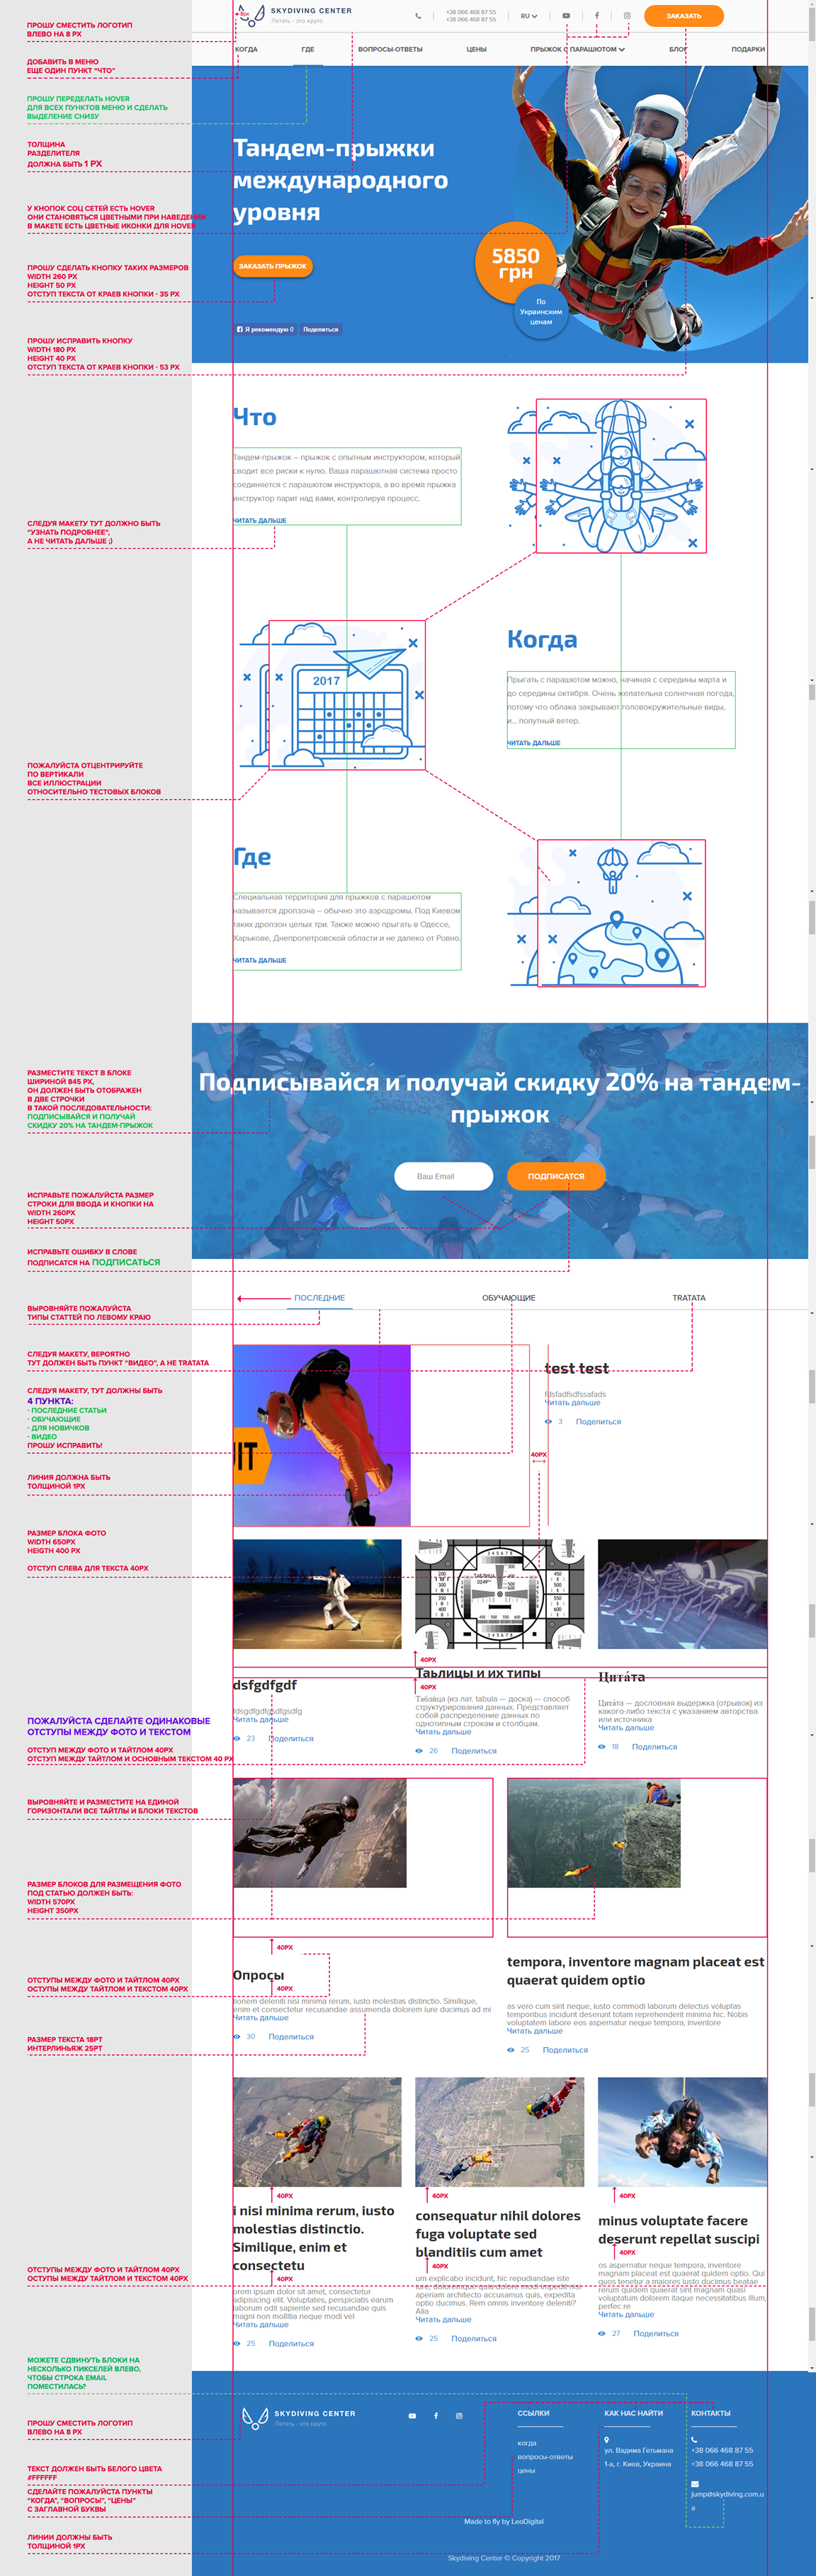 ПРОШУ СМЕСТИТЬ ЛОГОТИП
ВЛЕВО НА 8 PX
8px
SKYDIVING CENTER
Летать - это круто
+38 066 468 87 55
+38 066 468 87 55
RU
ЗАКАЗАТЬ
КОГДА
ГДЕ
ВОПРОСЫ-ОТВЕТЫ
ЦЕНЫ
ПРЫЖОК С ПАРАШЮТОМ
БЛОГ
ПОДАРКИ
ДОБАВИТЬ В МЕНЮ
ЕЩЕ ОДИН ПУНКТ "ЧТО"
ПРОШУ ПЕРЕДЕЛАТЬ HOVER
ДЛЯ ВСЕХ ПУНКТОВ МЕНЮ И СДЕЛАТЬ
ВЫДЕЛЕНИЕ СНИЗУ
ТОЛЩИНА
РАЗДЕЛИТЕЛЯ
ДОЛЖНА БЫТЬ 1 PX
Тандем-прыжки
международного
уровня
У КНОПОК СОЦ СЕТЕЙ ЕСТЬ HOVER
ОНИ СТАНОВЯТЬСЯ ЦВЕТНЫМИ ПРИ НАВЕДЕНИИ
В МАКЕТЕ ЕСТЬ ЦВЕТНЫЕ ИКОНКИ ДЛЯ HOVER
5850
грн
По
Украинским
ценам
ЗАКАЗАТЬ ПРЫЖОК
ПРОШУ СДЕЛАТЬ КНОПКУ ТАКИХ РАЗМЕРОВ
WIDTH 260 PX
HEIGHT 50 PX
ОТСТУП ТЕКСТА ОТ КРАЕВ КНОПКИ - 35 PX
Я рекомендую 0
Поделиться
ПРОШУ ИСПРАВИТЬ КНОПКУ
WIDTH 180 PX
HEIGHT 40 PX
ОТСТУП ТЕКСТА ОТ КРАЕВ КНОПКИ - 53 PX
Что
Тандем-прыжок – прыжок с опытным инструктором, который
сводит все риски к нулю. Ваша парашютная система просто
соединяется с парашютом инструктора, а во время прыжка
инструктор парит над вами, контролируя процесс.
ЧИТАТЬ ДАЛЬШЕ
СЛЕДУЯ МАКЕТУ ТУТ ДОЛЖНО БЫТЬ
"УЗНАТЬ ПОДРОБНЕЕ",
А НЕ ЧИТАТЬ ДАЛЬШЕ ;)
2017
Когда
Прыгать с парашютом можно, начиная с середины марта и
до середины октября. Очень желательна солнечная погода,
потому что облака закрывают головокружительные виды,
и... попутный ветер.
ЧИТАТЬ ДАЛЬШЕ
ПОЖАЛУЙСТА ОТЦЕНТРИРУЙТЕ
ПО ВЕРТИКАЛИ
ВСЕ ИЛЛЮСТРАЦИИ
ОТНОСИТЕЛЬНО ТЕСТОВЫХ БЛОКОВ
Где
Специальная территория для прыжков с парашютом
называется дропзона – обычно это аэродромы. Под Киевом
таких дропзон целых три. Также можно прыгать в Одессе,
Харькове, Днепропетровской области и не далеко от Ровно.
ЧИТАТЬ ДАЛЬШЕ
РАЗМЕСТИТЕ ТЕКСТ В БЛОКЕ
ШИРИНОЙ 845 PX,
ОН ДОЛЖЕН БЫТЬ ОТОБРАЖЕН
В ДВЕ СТРОЧКИ
В ТАКОЙ ПОСЛЕДОВАТЕЛЬНОСТИ:
ПОДПИСЫВАЙСЯ И ПОЛУЧАЙ
СКИДКУ 20% НА ТАНДЕМ-ПРЫЖОК
Подписывайся и получай скидку 20% на тандем-
прыжок
Ваш Email
ПОДПИСАТСЯ
ИСПРАВЬТЕ ПОЖАЛУЙСТА РАЗМЕР
СТРОКИ ДЛЯ ВВОДА И КНОПКИ НА
WIDTH 260PX
HEIGHT 50PX
ИСПРАВЬТЕ ОШИБКУ В СЛОВЕ
ПОДПИСАТСЯ НА ПОДПИСАТЬСЯ
ПОСЛЕДНИЕ
ОБУЧАЮЩИЕ
TRATATA
ВЫРОВНЯЙТЕ ПОЖАЛУЙСТА
ТИПЫ СТАТТЕЙ ПО ЛЕВОМУ КРАЮ
СЛЕДУЯ МАКЕТУ, ВЕРОЯТНО
ТУТ ДОЛЖЕН БЫТЬ ПУНКТ "ВИДЕО", А НЕ TRATATA
СЛЕДУЯ МАКЕТУ, ТУТ ДОЛЖНЫ БЫТЬ
4 ПУНКТА:
- ПОСЛЕДНИЕ СТАТЬИ
- ОБУЧАЮЩИЕ
- ДЛЯ НОВИЧКОВ
- ВИДЕО
ПРОШУ ИСПРАВИТЬ!
test test
fdsfadfsdfssafads
Читать дальше
3
Поделиться
40PX
ЛИНИЯ ДОЛЖНА БЫТЬ
ТОЛЩИНОЙ 1PX
РАЗМЕР БЛОКА ФОТО
WIDTH 650PX
HEIGTH 400 PX
ОТСТУП СЛЕВА ДЛЯ ТЕКСТА 40PX
40PX
40PX
dsfgdfgdf
fdsgdfgdfgsdfgsdfg
Читать дальше
23
Поделиться
Таблицы и их типы
Табли́ца (из лат. tabula — доска) — способ
структурирования данных. Представляет
собой распределение данных по
однотипным строкам и столбцам.
Читать дальше
26
Поделиться
Цита́та
Цита́та — дословная выдержка (отрывок) из
какого-либо текста с указанием авторства
или источника
Читать дальше
18
Поделиться
ПОЖАЛУЙСТА СДЕЛАЙТЕ ОДИНАКОВЫЕ
ОТСТУПЫ МЕЖДУ ФОТО И ТЕКСТОМ
ОТСТУП МЕЖДУ ФОТО И ТАЙТЛОМ 40PX
ОТСТУП МЕЖДУ ТАЙТЛОМ И ОСНОВНЫМ ТЕКСТОМ 40 PX
ВЫРОВНЯЙТЕ И РАЗМЕСТИТЕ НА ЕДИНОЙ
ГОРИЗОНТАЛИ ВСЕ ТАЙТЛЫ И БЛОКИ ТЕКСТОВ
РАЗМЕР БЛОКОВ ДЛЯ РАЗМЕЩЕНИЯ ФОТО
ПОД СТАТЬЮ ДОЛЖЕН БЫТЬ:
WIDTH 570PX
HEIGHT 350PX
40PX
Опросы
40PX
ionem deleniti nisi minima rerum, iusto molestias distinctio. Similique,
enim et consectetur recusandae assumenda dolorem iure ducimus ad mi
Читать дальше
30
Поделиться
tempora, inventore magnam placeat est
quaerat quidem optio
as vero cum sint neque, iusto commodi laborum delectus voluptas
temporibus incidunt deserunt totam reprehenderit minima hic. Nobis
voluptatem labore eos aspernatur neque tempora, inventore
Читать дальше
25
Поделиться
ОТСТУПЫ МЕЖДУ ФОТО И ТАЙТЛОМ 40PX
ОСТУПЫ МЕЖДУ ТАЙТЛОМ И ТЕКСТОМ 40PX
РАЗМЕР ТЕКСТА 18PT
ИНТЕРЛИНЬЯЖ 25PT
40PX
40PX
40PX
i nisi minima rerum, iusto
molestias distinctio.
Similique, enim et
consectetu
40PX
orem ipsum dolor sit amet, consectetur
adipisicing elit. Voluptates, perspiciatis earum
laborum odit sapiente sed recusandae quis
magni non mollitia neque modi vel
Читать дальше
25
Поделиться
consequatur nihil dolores
fuga voluptate sed
blanditiis cum amet
40PX
um explicabo incidunt, hic repudiandae iste
aperiam architecto accusamus quis, expedita
optio ducimus. Rem omnis inventore deleniti?
Alia
Читать дальше
25
Поделиться
minus voluptate facere
deserunt repellat suscipi
40PX
os aspernatur neque tempora, inventore
magnam placeat est quaerat quidem optio. Qui
quos tenetur a maiores iusto ducimus beatae
rerum quidem quaerat sint magnam quasi
voluptatum dolorem itaque necessitatibus illum,
perfec re
Читать дальше
27
Поделиться
ОТСТУПЫ МЕЖДУ ФОТО И ТАЙТЛОМ 40PX
ОСТУПЫ МЕЖДУ ТАЙТЛОМ И ТЕКСТОМ 40PX
МОЖЕТЕ СДВИНУТЬ БЛОКИ НА
НЕСКОЛЬКО ПИКСЕЛЕЙ ВЛЕВО,
ЧТОБЫ СТРОКА EMAIL
ПОМЕСТИЛАСЬ?
ПРОШУ СМЕСТИТЬ ЛОГОТИП
ВЛЕВО НА 8 PX
SKYDIVING CENTER
Летать - это круто
ССЫЛКИ
когда
вопросы-ответы
цены
КАК НАС НАЙТИ
ул. Вадима Гетьмана
1-а, г. Киев, Украина
КОНТАКТЫ
+38 066 468 87 55
+38 066 468 87 55
jump@skydiving.com.u
a
ТЕКСТ ДОЛЖЕН БЫТЬ БЕЛОГО ЦВЕТА
#FFFFFF
СДЕЛАЙТЕ ПОЖАЛУЙСТА ПУНКТЫ
"КОГДА", "ВОПРОСЫ", "ЦЕНЫ"
С ЗАГЛАВНОЙ БУКВЫ
Made to fly by LeoDigital
ЛИНИИ ДОЛЖНЫ БЫТЬ
ТОЛЩИНОЙ 1PX
Skydiving Center © Copyright 2017